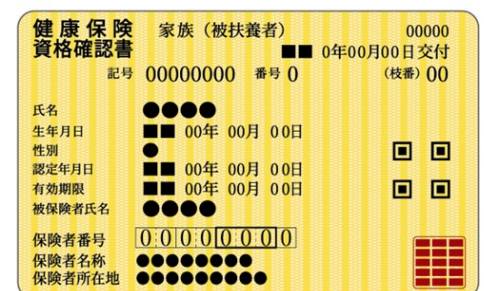 健康保険 家族（被扶養者） 00000
資格確認書 ■■ 0年00月00日交付
記号 00000000 番号 0 （枝番）00
氏名 ●●●●
生年月日 ■■ 00年 00月 00日
性別 ●
認定年月日 ■■ 00年 00月 00日
有効期限 ■■ 00年 00月 00日
被保険者氏名 ●●●●
保険者番号 00000000
保険者名称 ●●●●●●●●
保険者所在地 ●●●●●●●●●